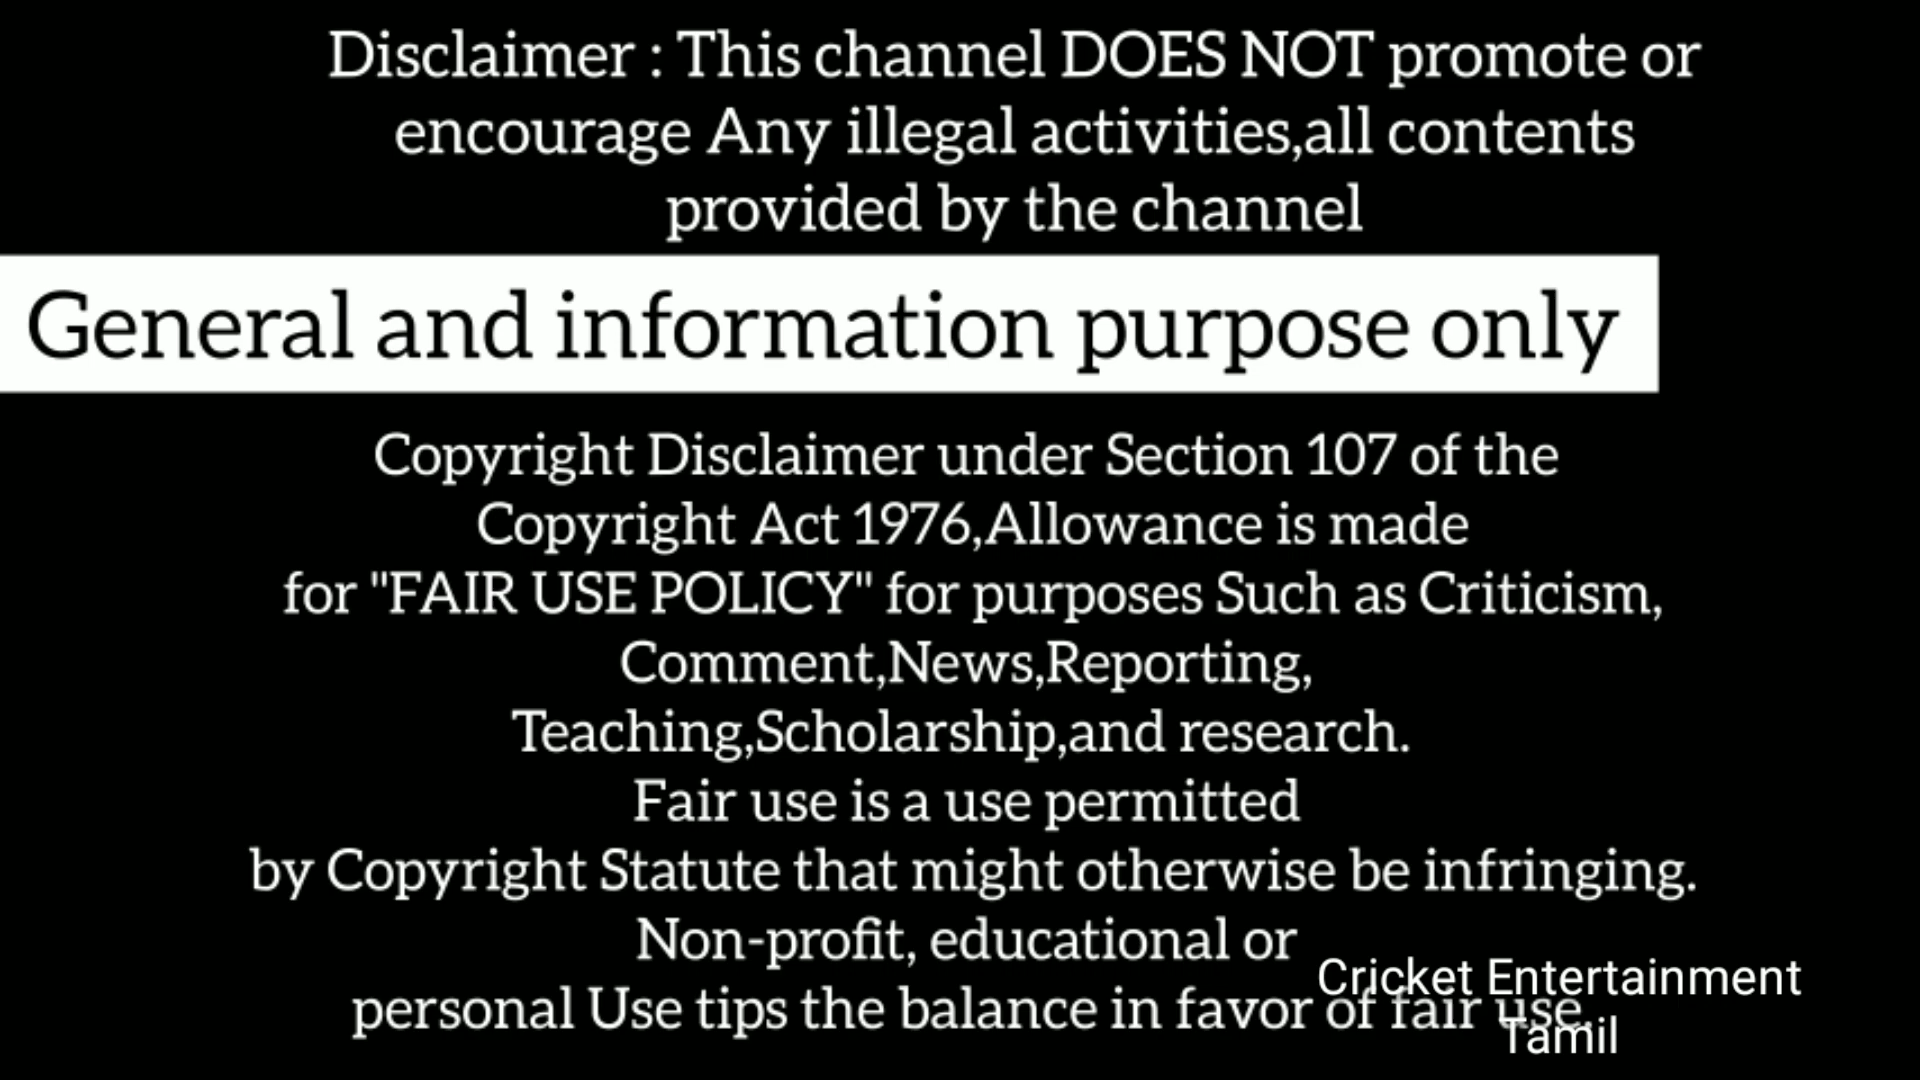 Disclaimer : This channel DOES NOT promote or
encourage Any illegal activities,all contents
provided by the channel
General and information purpose only
Copyright Disclaimer under Section 107 of the
Copyright Act 1976,Allowance is made
for "FAIR USE POLICY" for purposes Such as Criticism,
Comment,News,Reporting,
Teaching,Scholarship,and research.
Fair use is a use permitted
by Copyright Statute that might otherwise be infringing.
Non-profit, educational or
personal Use tips the balance in favor of fair use.
Cricket Entertainment
Tamil